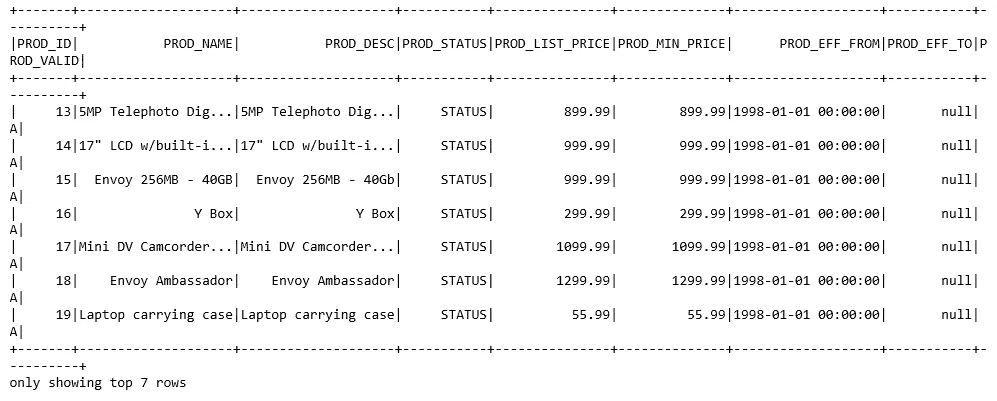 +-------+--------------------+--------------------+-----------+---------------+--------------+-------------------+-----------+-
---------+
|PROD_ID|           PROD_NAME|           PROD_DESC|PROD_STATUS|PROD_LIST_PRICE|PROD_MIN_PRICE|      PROD_EFF_FROM|PROD_EFF_TO|P
ROD_VALID|
+-------+--------------------+--------------------+-----------+---------------+--------------+-------------------+-----------+-
---------+
|     13|5MP Telephoto Dig...|5MP Telephoto Dig...|     STATUS|         899.99|        899.99|1998-01-01 00:00:00|       null|
A|
|     14|17" LCD w/built-i...|17" LCD w/built-i...|     STATUS|         999.99|        999.99|1998-01-01 00:00:00|       null|
A|
|     15|  Envoy 256MB - 40GB|  Envoy 256MB - 40Gb|     STATUS|         999.99|        999.99|1998-01-01 00:00:00|       null|
A|
|     16|               Y Box|               Y Box|     STATUS|         299.99|        299.99|1998-01-01 00:00:00|       null|
A|
|     17|Mini DV Camcorder...|Mini DV Camcorder...|     STATUS|        1099.99|       1099.99|1998-01-01 00:00:00|       null|
A|
|     18|    Envoy Ambassador|    Envoy Ambassador|     STATUS|        1299.99|       1299.99|1998-01-01 00:00:00|       null|
A|
|     19|Laptop carrying case|Laptop carrying case|     STATUS|          55.99|         55.99|1998-01-01 00:00:00|       null|
A|
+-------+--------------------+--------------------+-----------+---------------+--------------+-------------------+-----------+-
---------+
only showing top 7 rows